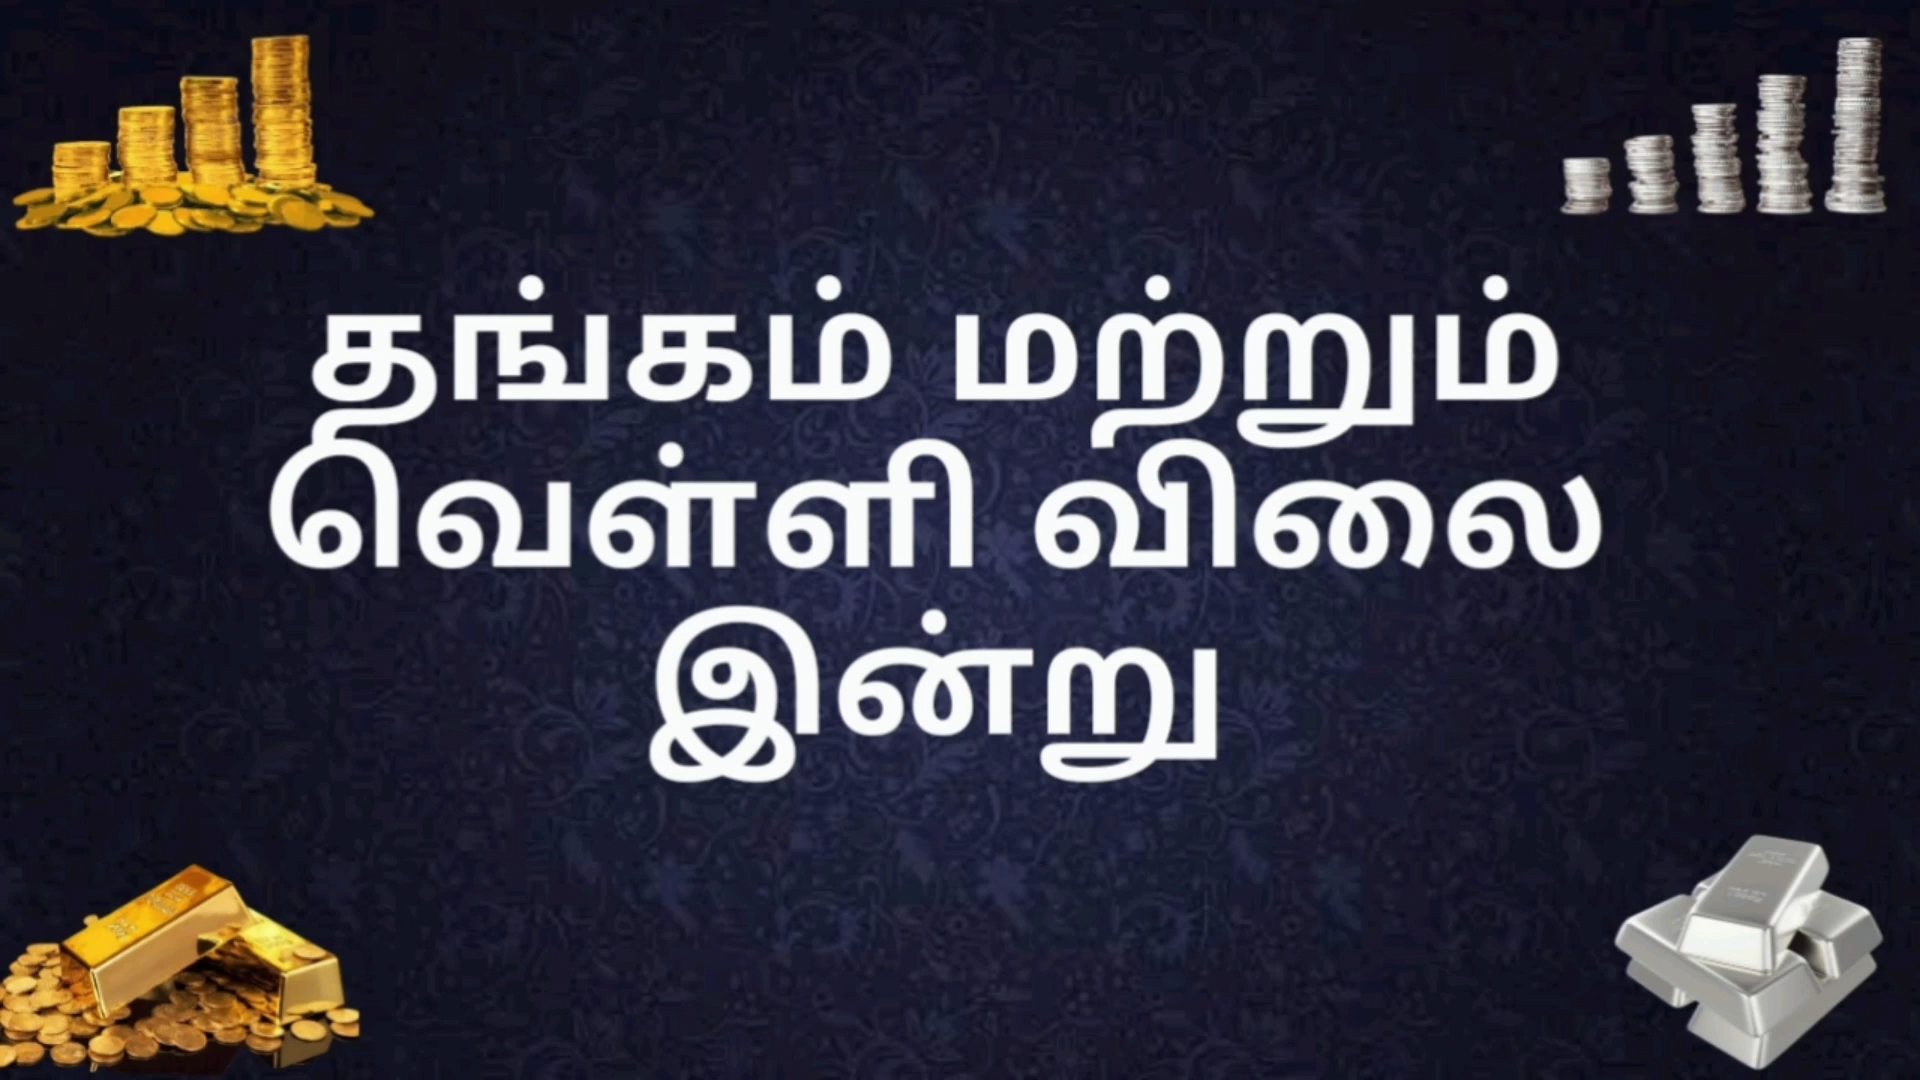 தங்கம் மற்றும்
வெள்ளி விலை
இன்று